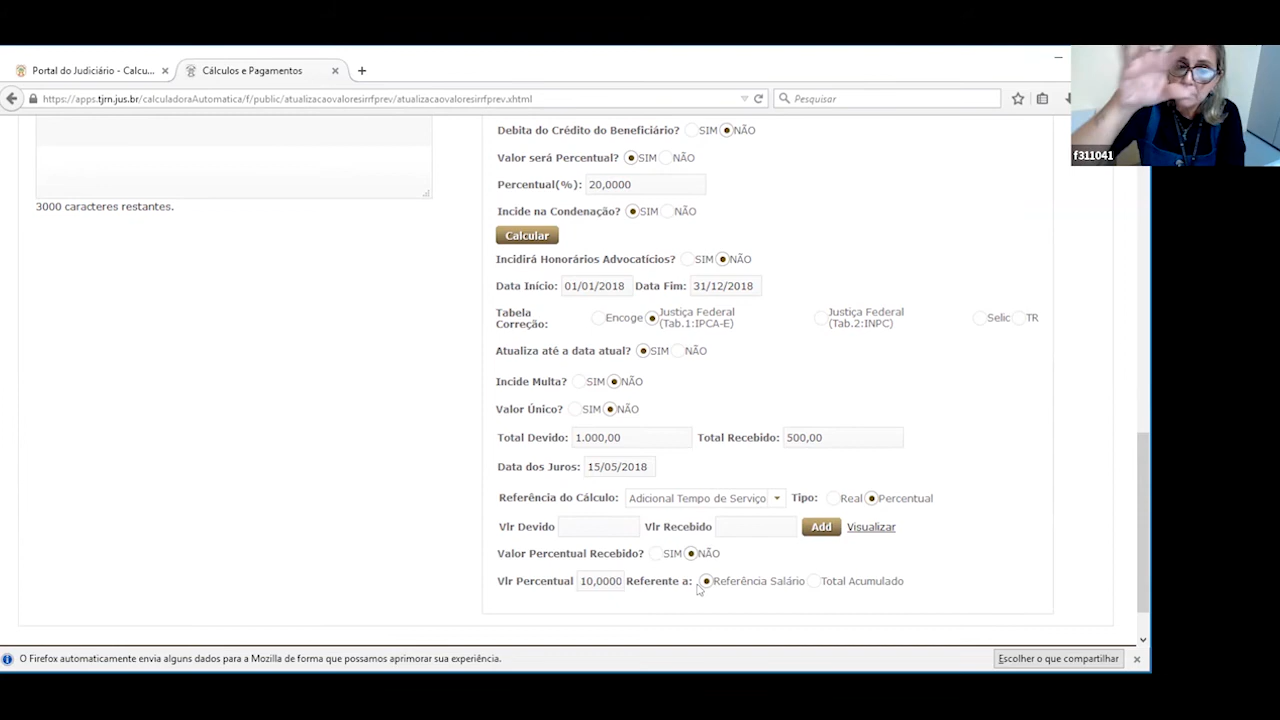 Portal do Judiciário - Calcu... × Cálculos e Pagamentos × +
https://apps.tjrn.jus.br/calculadoraAutomatica/f/public/atualizacaovaloresirrfprev/atualizacaovaloresirrfprev.xhtml Pesquisar
f311041
Debita do Crédito do Beneficiário? SIM NÃO
Valor será Percentual? SIM NÃO
Percentual(%): 20,0000
3000 caracteres restantes.
Incide na Condenação? SIM NÃO
Calcular
Incidirá Honorários Advocatícios? SIM NÃO
Data Início: 01/01/2018 Data Fim: 31/12/2018
Tabela Correção: Encoge Justiça Federal (Tab.1:IPCA-E) Justiça Federal (Tab.2:INPC) Selic TR
Atualiza até a data atual? SIM NÃO
Incide Multa? SIM NÃO
Valor Único? SIM NÃO
Total Devido: 1.000,00 Total Recebido: 500,00
Data dos Juros: 15/05/2018
Referência do Cálculo: Adicional Tempo de Serviço Tipo: Real Percentual
Vlr Devido Vlr Recebido Add Visualizar
Valor Percentual Recebido? SIM NÃO
Vlr Percentual 10,0000 Referente a: Referência Salário Total Acumulado
O Firefox automaticamente envia alguns dados para a Mozilla de forma que possamos aprimorar sua experiência. Escolher o que compartilhar ×